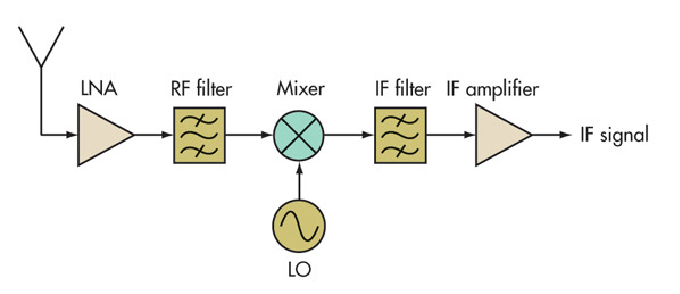 LNA
RF filter
Mixer
IF filter
IF amplifier
IF signal
LO